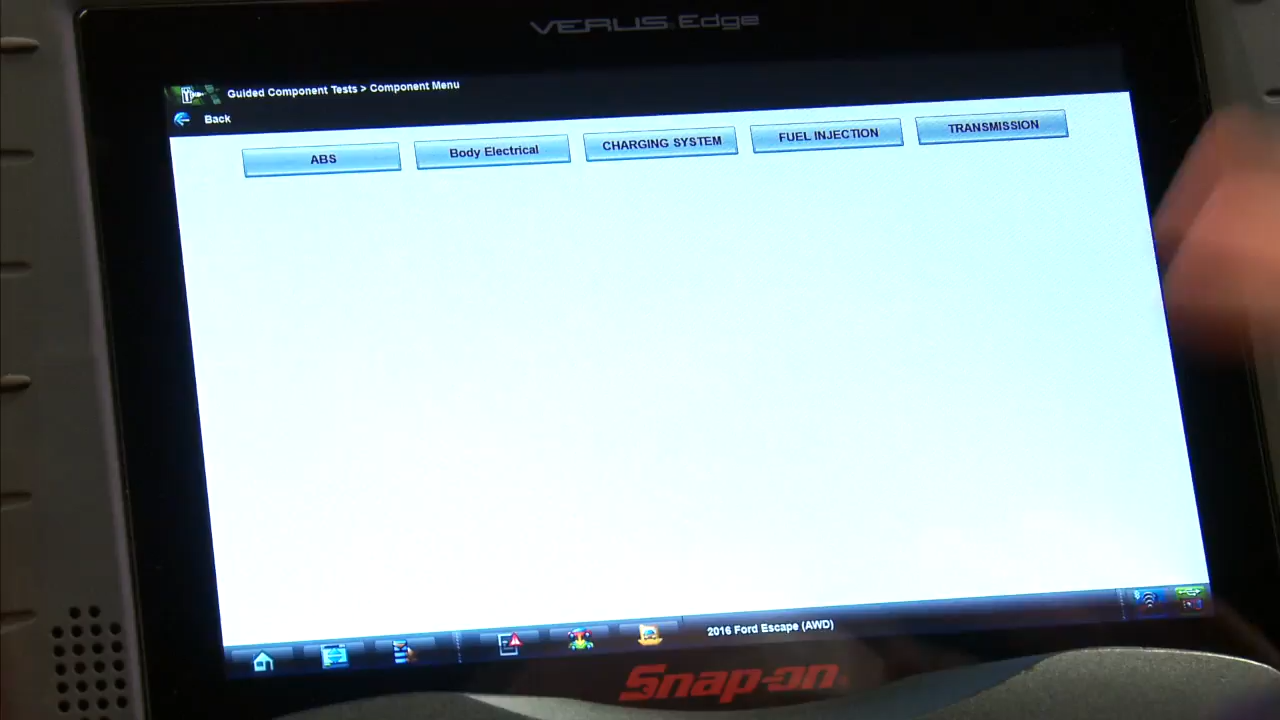 VERUS Edge
Guided Component Tests > Component Menu
Back
ABS
Body Electrical
CHARGING SYSTEM
FUEL INJECTION
TRANSMISSION
2016 Ford Escape (AWD)
Snap-on